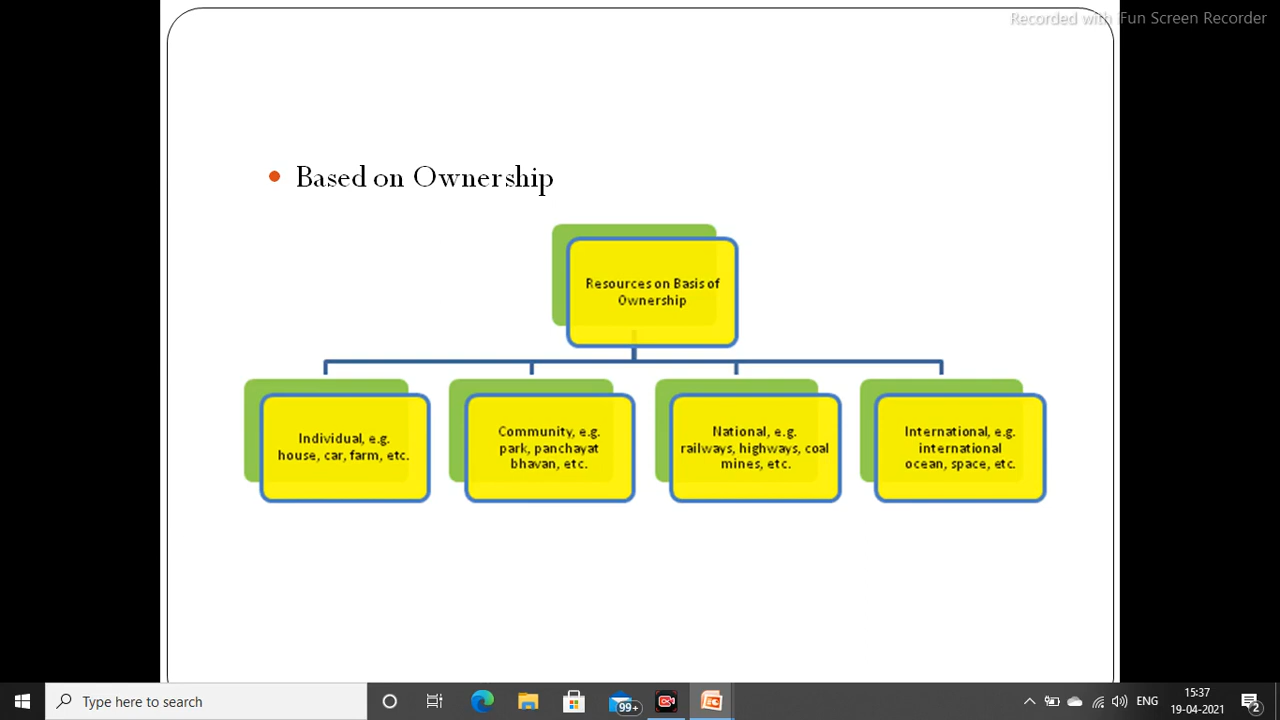 Recorded with iFun Screen Recorder
Based on Ownership
Resources on Basis of
Ownership
Individual, e.g.
house, car, farm, etc.
Community, e.g.
park, panchayat
bhavan, etc.
National, e.g.
railways, highways, coal
mines, etc.
International, e.g.
international
ocean, space, etc.
Type here to search
99+
ENG
15:37
19-04-2021
2